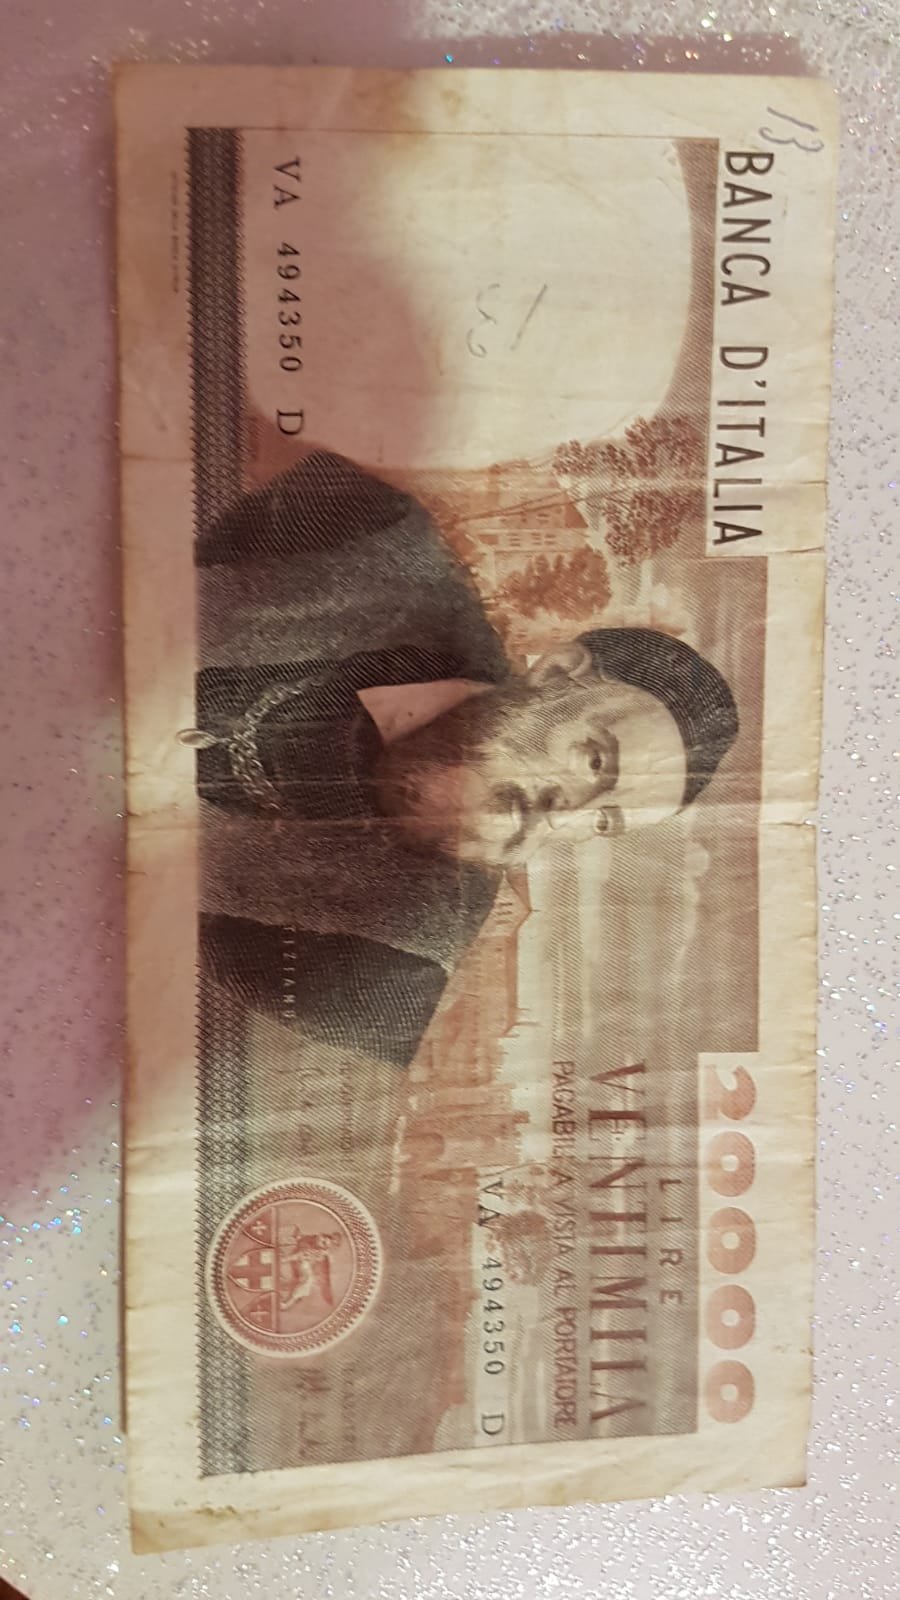 13
BANCA D'ITALIA
20000
LIRE
VENTIMILA
PAGABILI A VISTA AL PORTATORE
VA 494350 D
VA 494350 D
TIZIANO